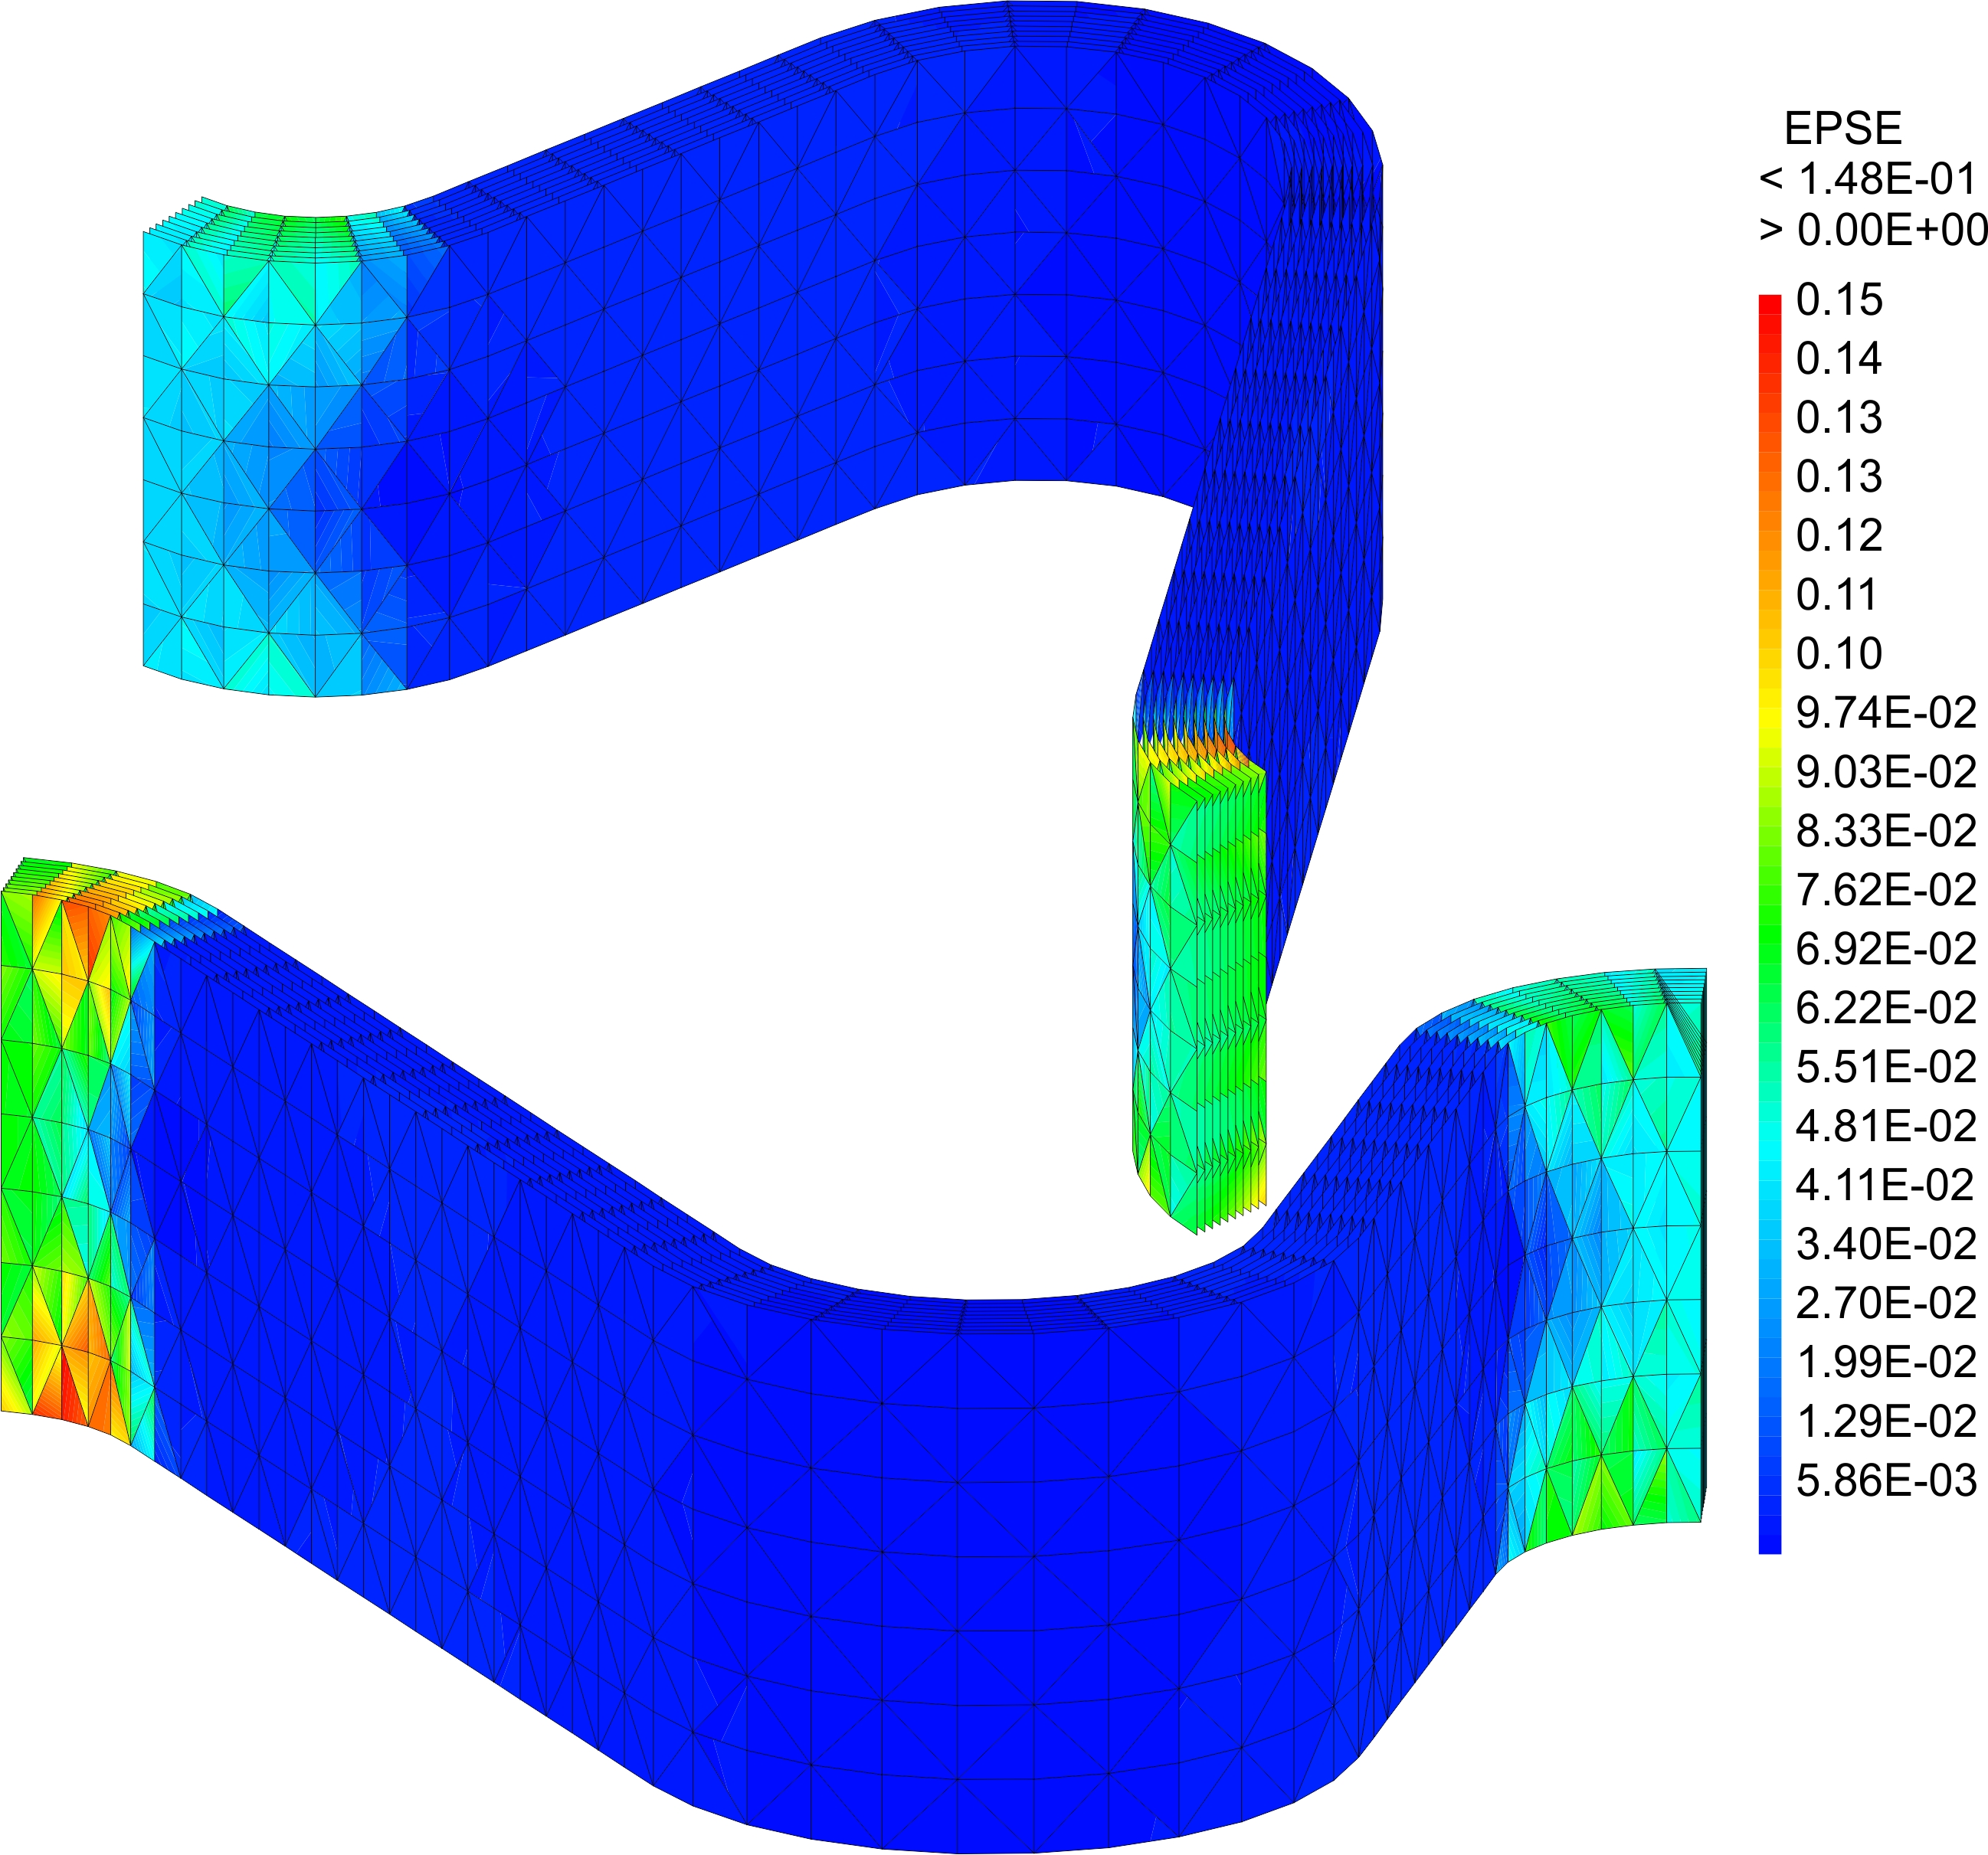 EPSE
< 1.48E-01
> 0.00E+00
0.15
0.14
0.13
0.13
0.12
0.11
0.10
9.74E-02
9.03E-02
8.33E-02
7.62E-02
6.92E-02
6.22E-02
5.51E-02
4.81E-02
4.11E-02
3.40E-02
2.70E-02
1.99E-02
1.29E-02
5.86E-03